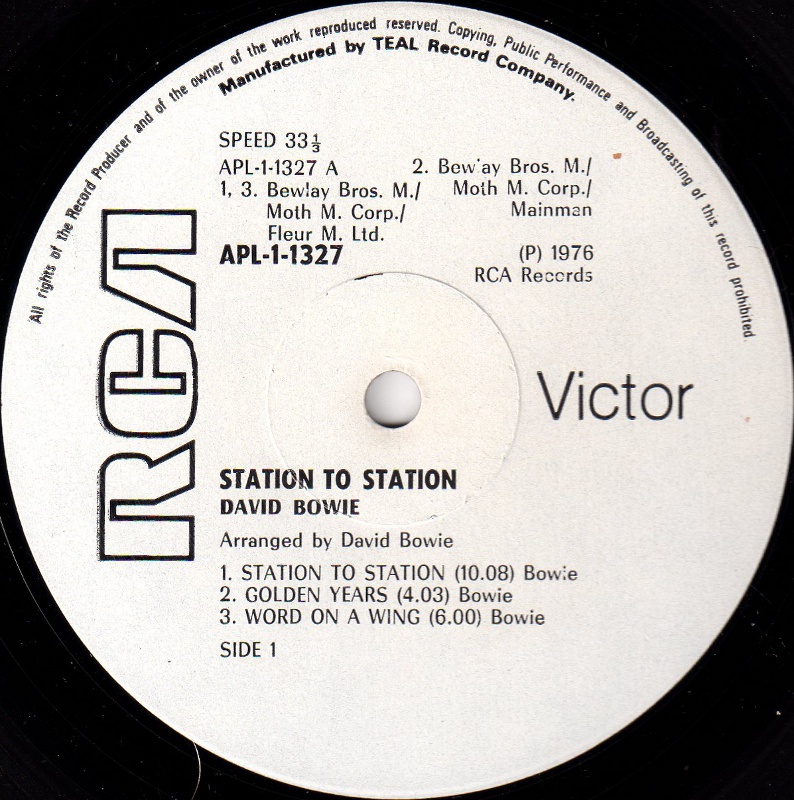 All rights of the Record Producer and of the owner of the work reproduced reserved. Copying, Public Performance and Broadcasting of this record prohibited.
Manufactured by TEAL Record Company.
SPEED 33⅓
APL-1-1327 A
1, 3. Bewlay Bros. M./
Moth M. Corp./
Fleur M. Ltd.
APL-1-1327
2. Bew'ay Bros. M./
Moth M. Corp./
Mainman
(P) 1976
RCA Records
RCA
Victor
STATION TO STATION
DAVID BOWIE
Arranged by David Bowie
1. STATION TO STATION (10.08) Bowie
2. GOLDEN YEARS (4.03) Bowie
3. WORD ON A WING (6.00) Bowie
SIDE 1